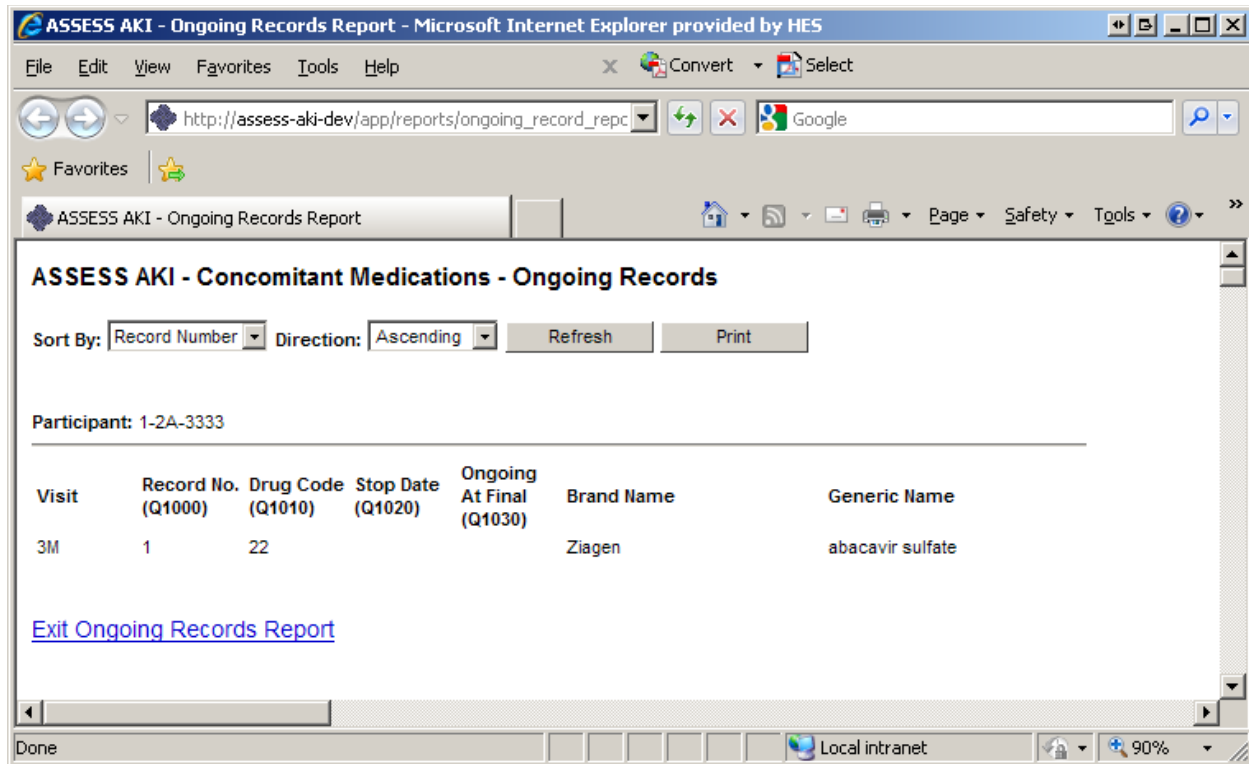 ASSESS AKI - Ongoing Records Report - Microsoft Internet Explorer provided by HES
File Edit View Favorites Tools Help x Convert Select
http://assess-aki-dev/app/reports/ongoing_record_repc Google
Favorites
ASSESS AKI - Ongoing Records Report Page Safety Tools »
ASSESS AKI - Concomitant Medications - Ongoing Records
Sort By: Record Number Direction: Ascending Refresh Print
Participant: 1-2A-3333
Visit Record No. (Q1000) Drug Code (Q1010) Stop Date (Q1020) Ongoing At Final (Q1030) Brand Name Generic Name
3M 1 22 Ziagen abacavir sulfate
Exit Ongoing Records Report
Done Local intranet 90%